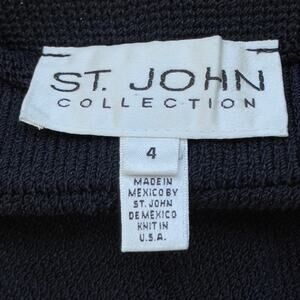 ST. JOHN
COLLECTION
4
MADE IN
MEXICO BY
ST. JOHN
DE MEXICO
KNIT IN
U.S.A.